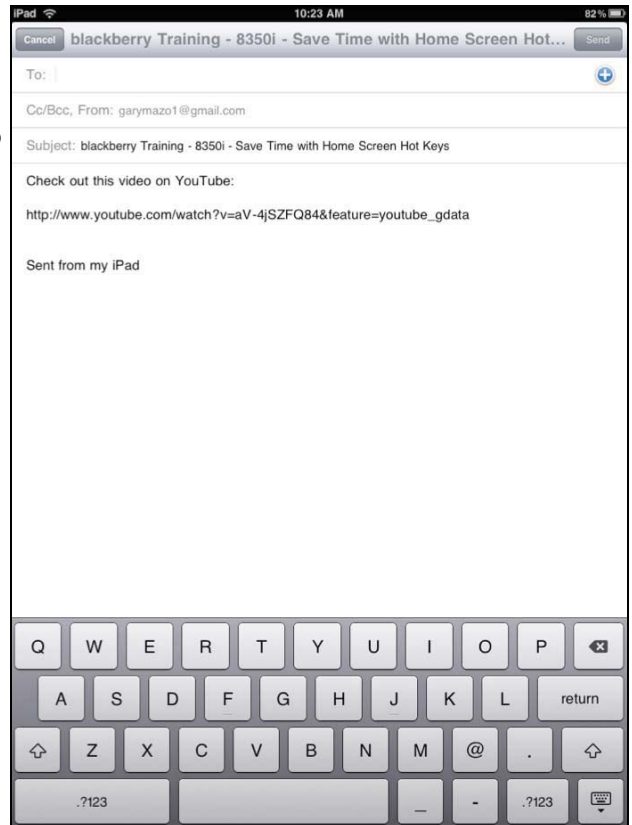 iPad 10:23 AM 82%
Cancel blackberry Training - 8350i - Save Time with Home Screen Hot... Send
To:
Cc/Bcc, From: garymazo1@gmail.com
Subject: blackberry Training - 8350i - Save Time with Home Screen Hot Keys
Check out this video on YouTube:
http://www.youtube.com/watch?v=aV-4jSZFQ84&feature=youtube_gdata
Sent from my iPad
Q W E R T Y U I O P
A S D F G H J K L return
Z X C V B N M @ .
.?123 _ - .?123